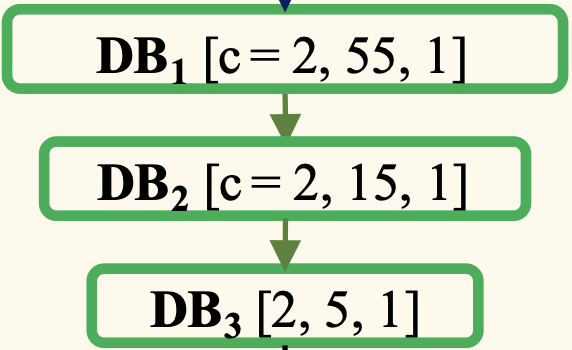 DB₁ [c = 2, 55, 1]
DB₂ [c = 2, 15, 1]
DB₃ [2, 5, 1]